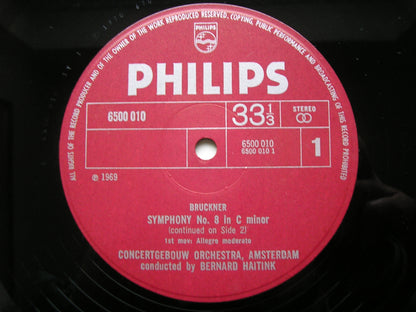 ALL RIGHTS OF THE RECORD PRODUCER AND OF THE OWNER OF THE WORK REPRODUCED RESERVED, COPYING, PUBLIC PERFORMANCE AND BROADCASTING OF THIS RECORD PROHIBITED
PHILIPS
PHILIPS
6500 010
33 1/3
STEREO
6500 010
6500 010 1
1
℗ 1969
BRUCKNER
SYMPHONY No. 8 in C minor
(continued on Side 2)
1st mov: Allegro moderato
CONCERTGEBOUW ORCHESTRA, AMSTERDAM
conducted by BERNARD HAITINK